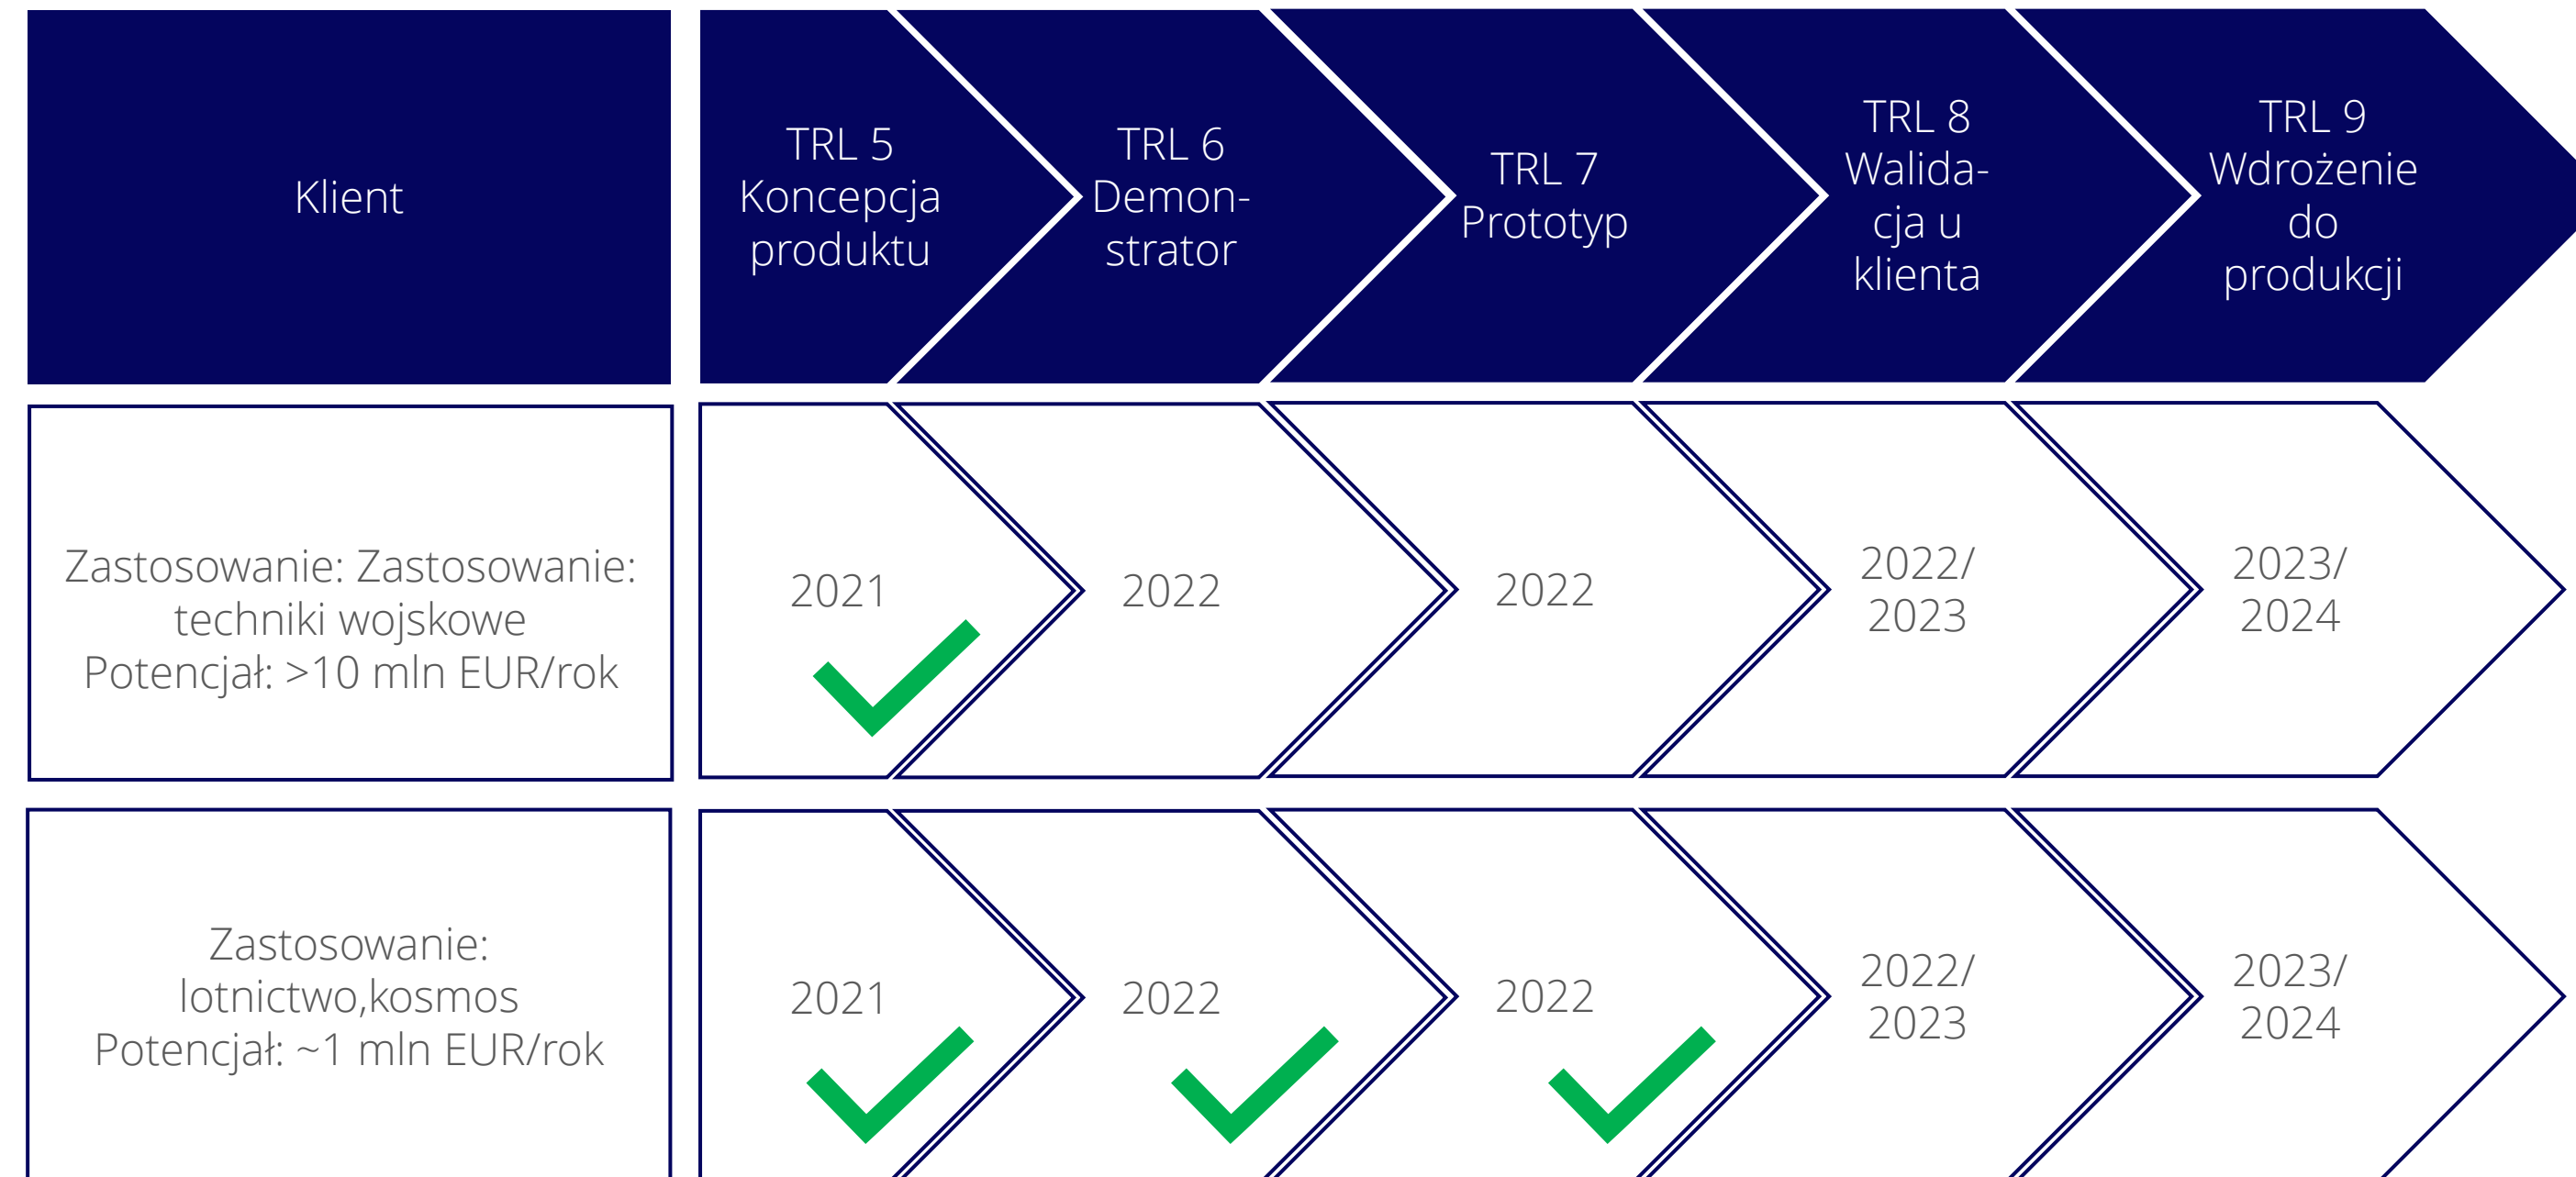 Klient
TRL 5
Koncepcja
produktu
TRL 6
Demon-
strator
TRL 7
Prototyp
TRL 8
Walida-
cja u
klienta
TRL 9
Wdrożenie
do
produkcji
Zastosowanie: Zastosowanie:
techniki wojskowe
Potencjał: >10 mln EUR/rok
2021
2022
2022
2022/
2023
2023/
2024
Zastosowanie:
lotnictwo,kosmos
Potencjał: ~1 mln EUR/rok
2021
2022
2022
2022/
2023
2023/
2024